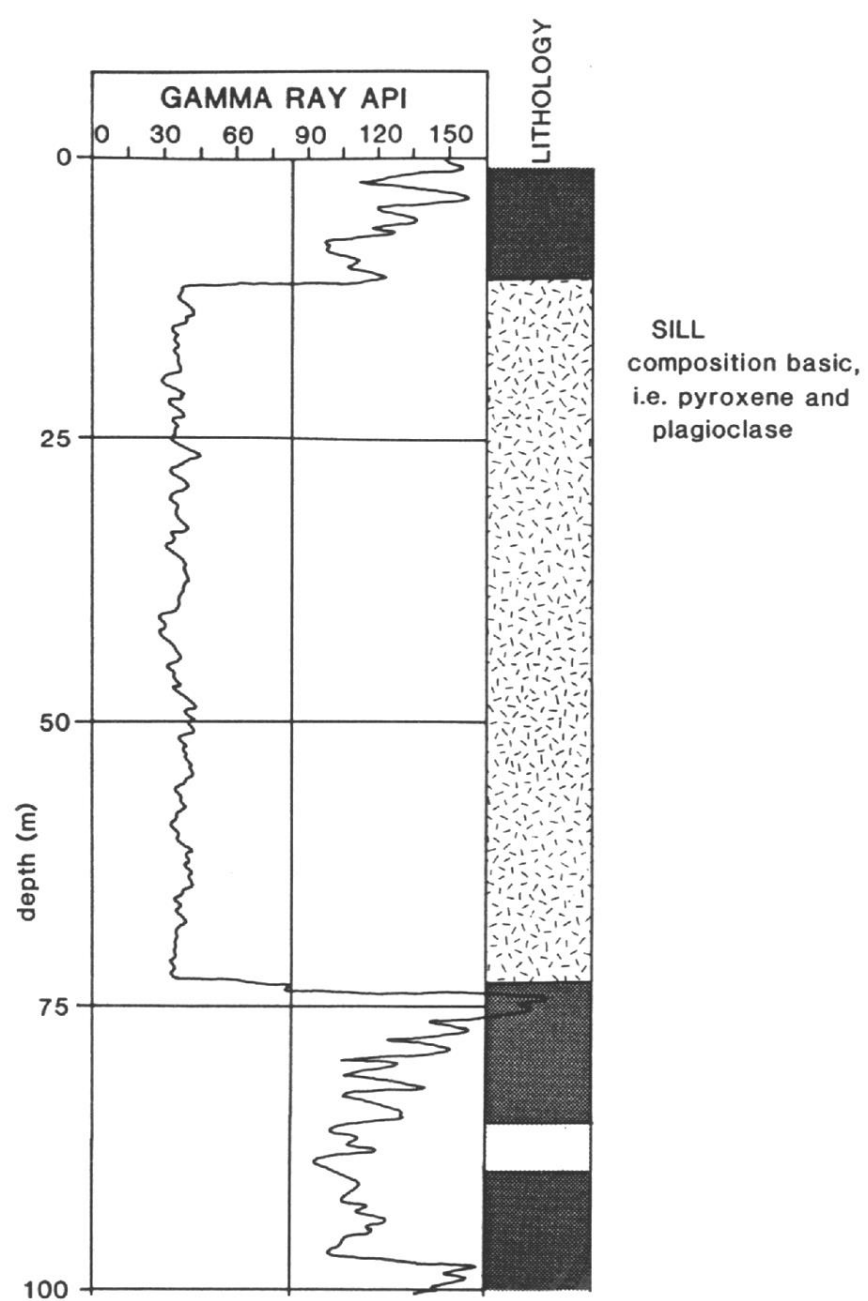 LITHOLOGY
GAMMA RAY API
0 30 60 90 120 150
0
SILL
composition basic,
i.e. pyroxene and
plagioclase
25
50
depth (m)
75
100